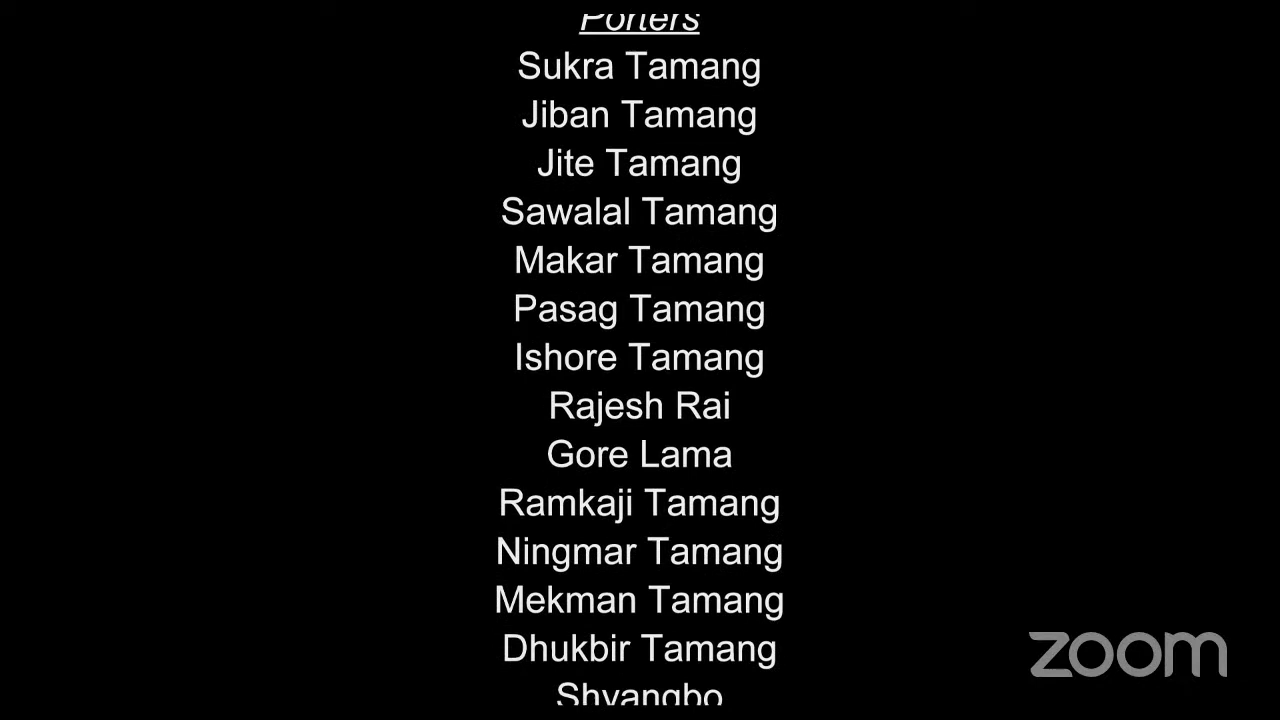 Porters
Sukra Tamang
Jiban Tamang
Jite Tamang
Sawalal Tamang
Makar Tamang
Pasag Tamang
Ishore Tamang
Rajesh Rai
Gore Lama
Ramkaji Tamang
Ningmar Tamang
Mekman Tamang
Dhukbir Tamang
Shyangbo
zoom